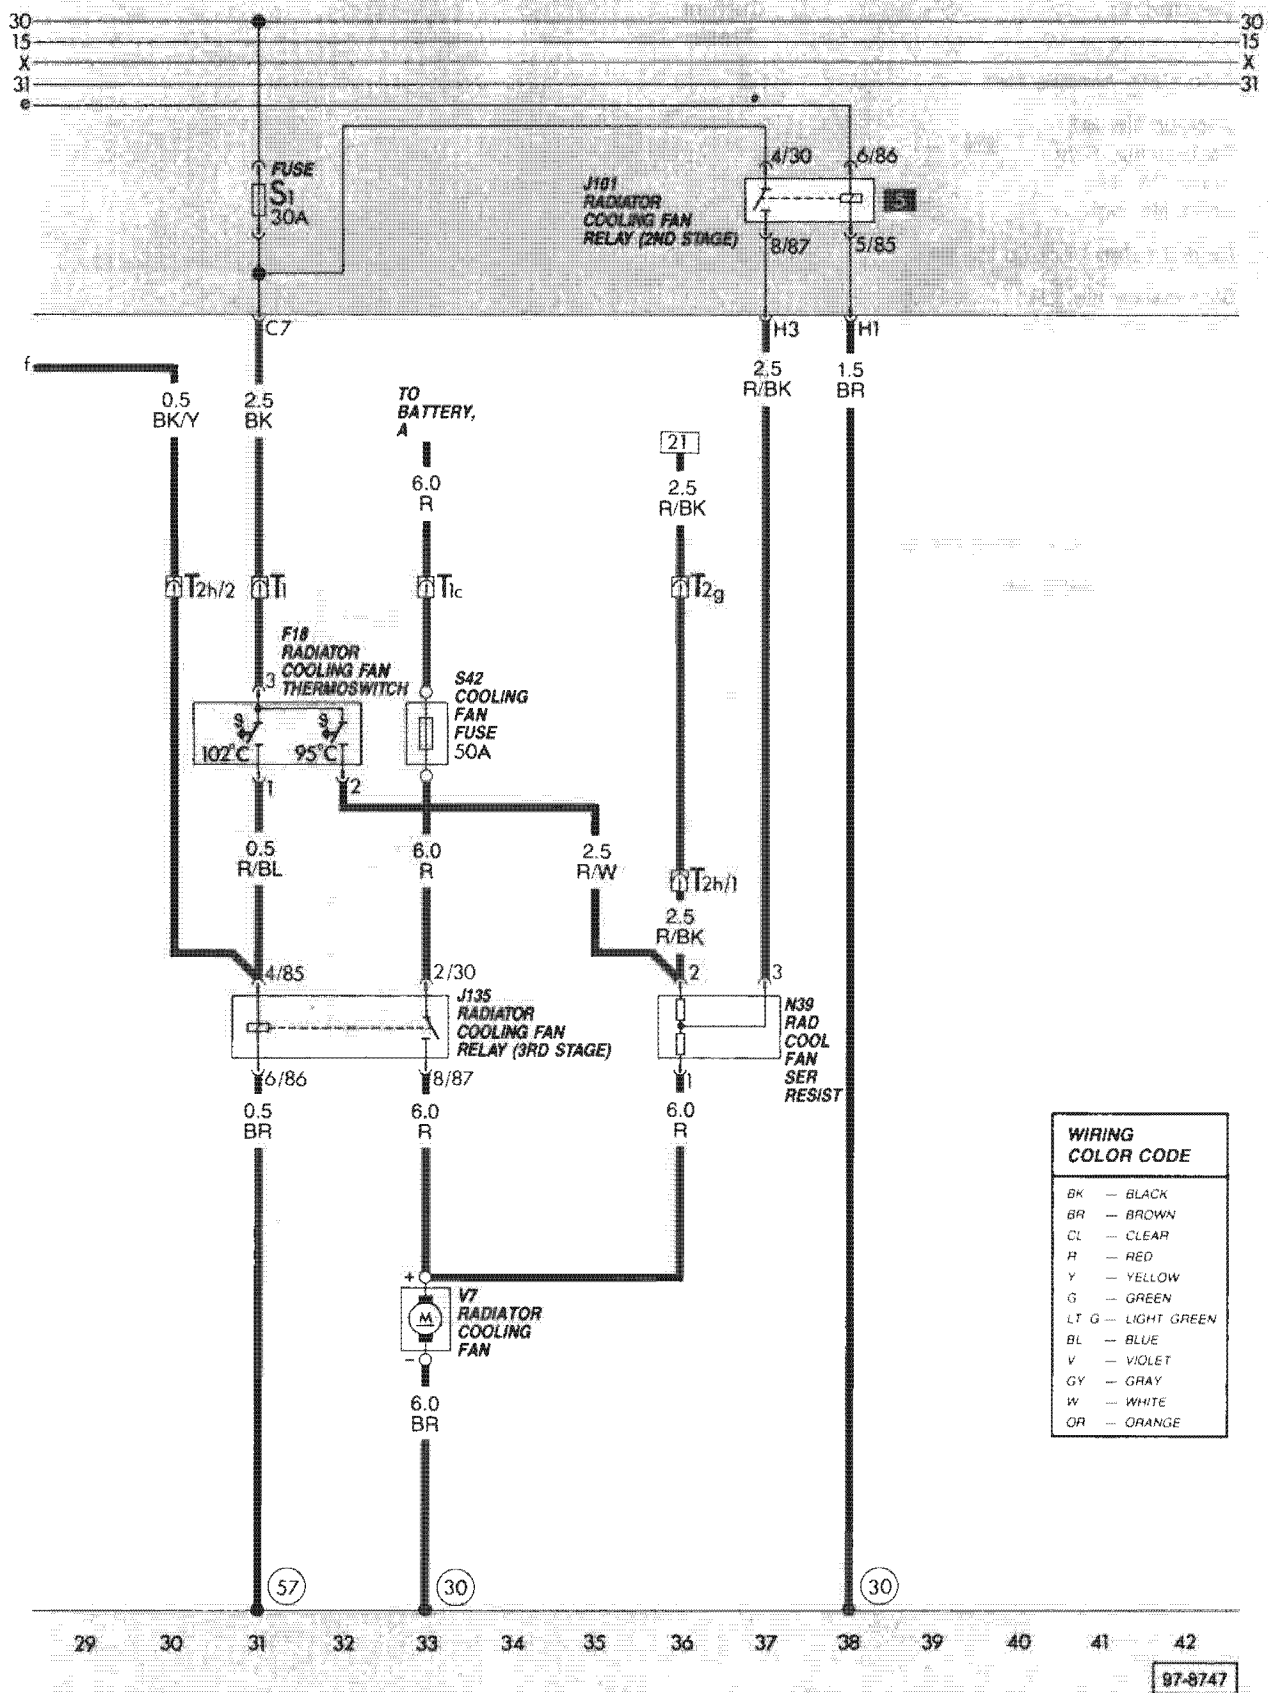 30 30
15 15
X X
31 31
e
4/30 6/86
FUSE
S1
30A
J101
RADIATOR
COOLING FAN
RELAY (2ND STAGE)
5
8/87 5/85
C7 H3 H1
f
0.5
BK/Y
2.5
BK
TO
BATTERY,
A
2.5
R/BK
1.5
BR
21
6.0
R
2.5
R/BK
T2h/2 T1 T1c T2g
F18
RADIATOR
COOLING FAN
THERMOSWITCH
3
S42
COOLING
FAN
FUSE
50A
102°C 95°C
1 2
0.5
R/BL
6.0
R
2.5
R/W
T2h/1
2.5
R/BK
4/85 2/30 2 3
J135
RADIATOR
COOLING FAN
RELAY (3RD STAGE)
N39
RAD
COOL
FAN
SER
RESIST
6/86 8/87 1
0.5
BR
6.0
R
6.0
R
WIRING
COLOR CODE
BK — BLACK
BR — BROWN
CL — CLEAR
R — RED
Y — YELLOW
G — GREEN
LT G — LIGHT GREEN
BL — BLUE
V — VIOLET
GY — GRAY
W — WHITE
OR — ORANGE
+
M
-
V7
RADIATOR
COOLING
FAN
6.0
BR
57 30 30
29 30 31 32 33 34 35 36 37 38 39 40 41 42
97-8747